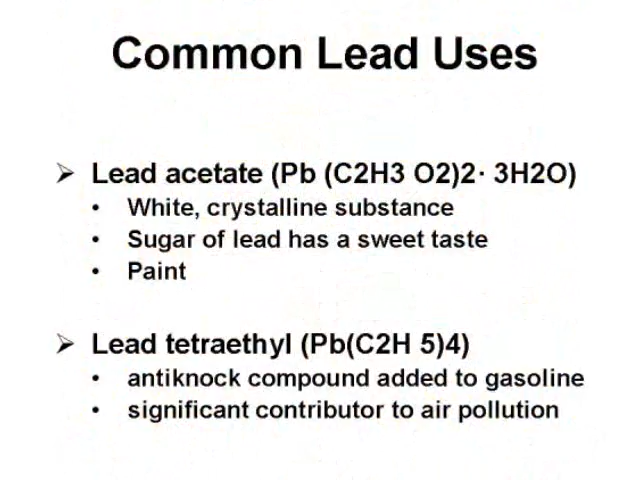 Common Lead Uses
➢ Lead acetate (Pb (C2H3 O2)2· 3H2O)
• White, crystalline substance
• Sugar of lead has a sweet taste
• Paint
➢ Lead tetraethyl (Pb(C2H 5)4)
• antiknock compound added to gasoline
• significant contributor to air pollution